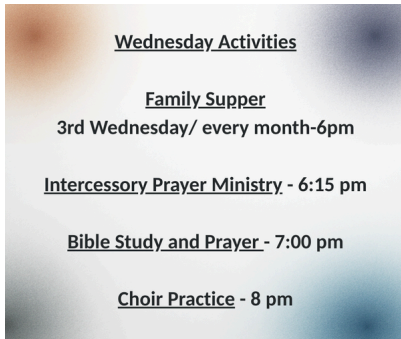 Wednesday Activities
Family Supper
3rd Wednesday/ every month-6pm
Intercessory Prayer Ministry - 6:15 pm
Bible Study and Prayer - 7:00 pm
Choir Practice - 8 pm